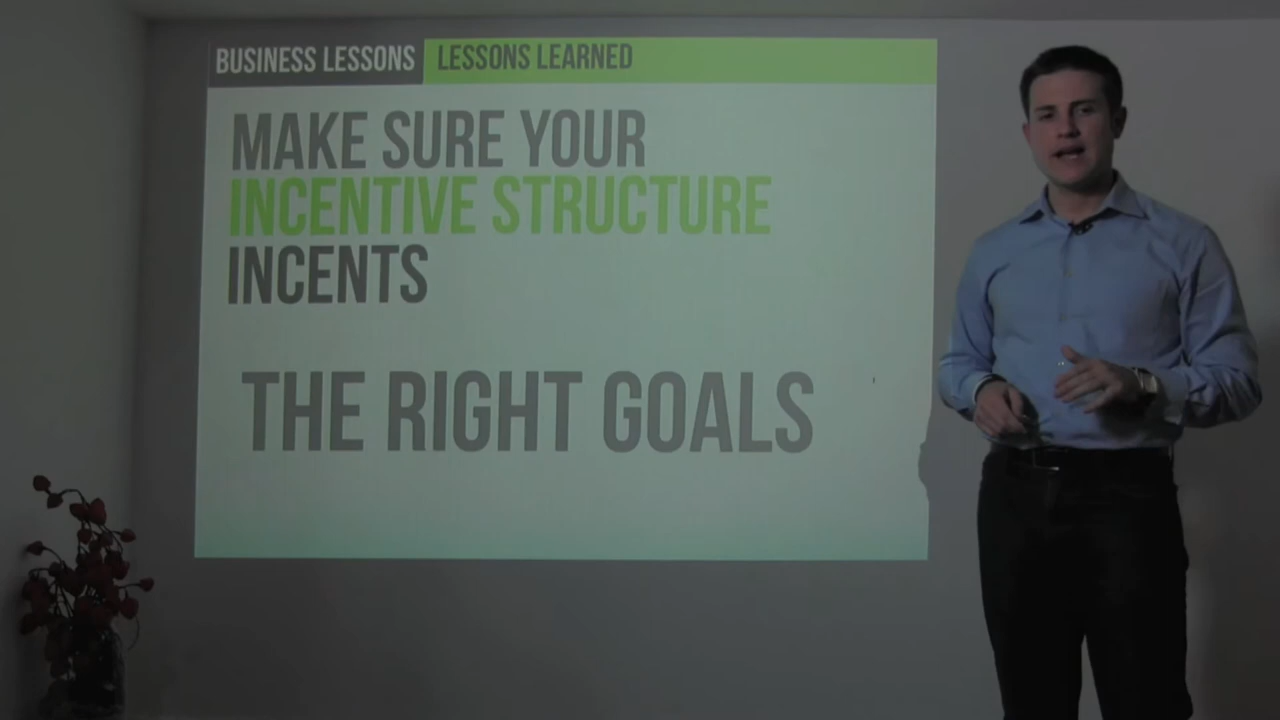 BUSINESS LESSONS LESSONS LEARNED
MAKE SURE YOUR
INCENTIVE STRUCTURE
INCENTS
THE RIGHT GOALS